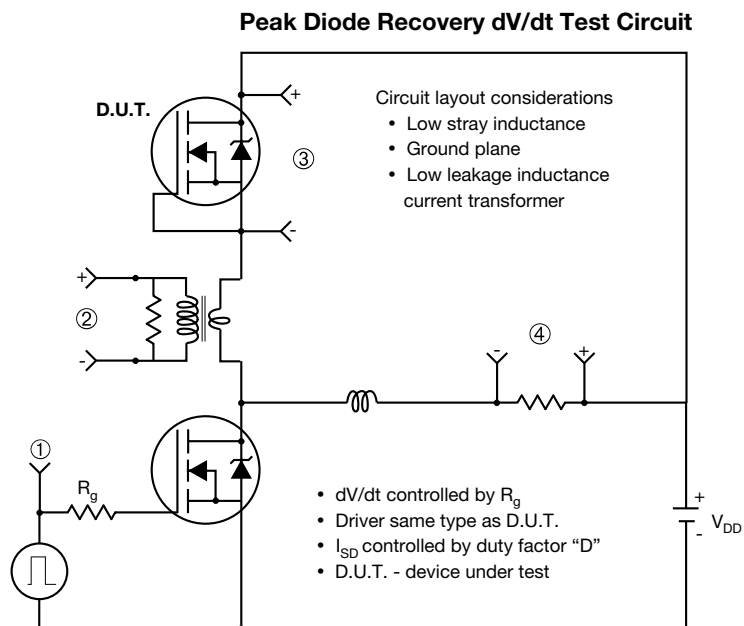 Peak Diode Recovery dV/dt Test Circuit
D.U.T.
+
-
③
Circuit layout considerations
• Low stray inductance
• Ground plane
• Low leakage inductance
current transformer
+
②
-
-
④
+
①
Rg
• dV/dt controlled by Rg
• Driver same type as D.U.T.
• ISD controlled by duty factor “D”
• D.U.T. - device under test
+
-
VDD